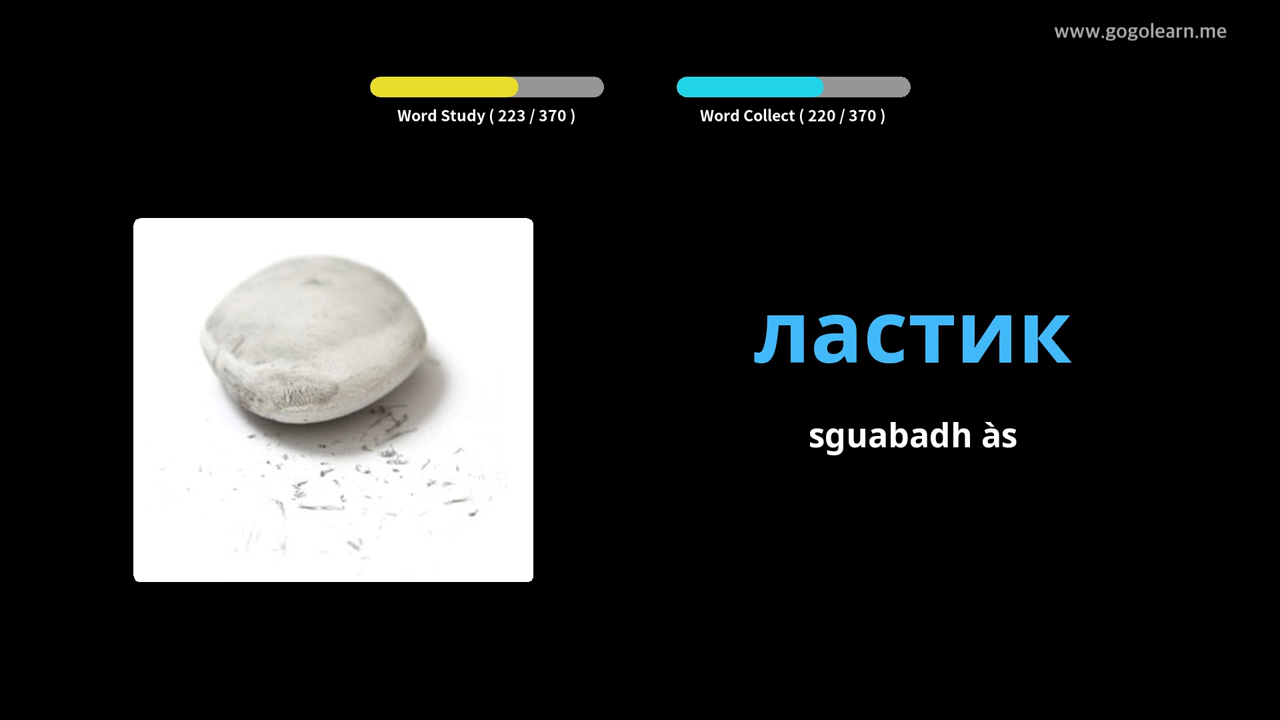 www.gogolearn.me
Word Study ( 223 / 370 )
Word Collect ( 220 / 370 )
ластик
sguabadh às